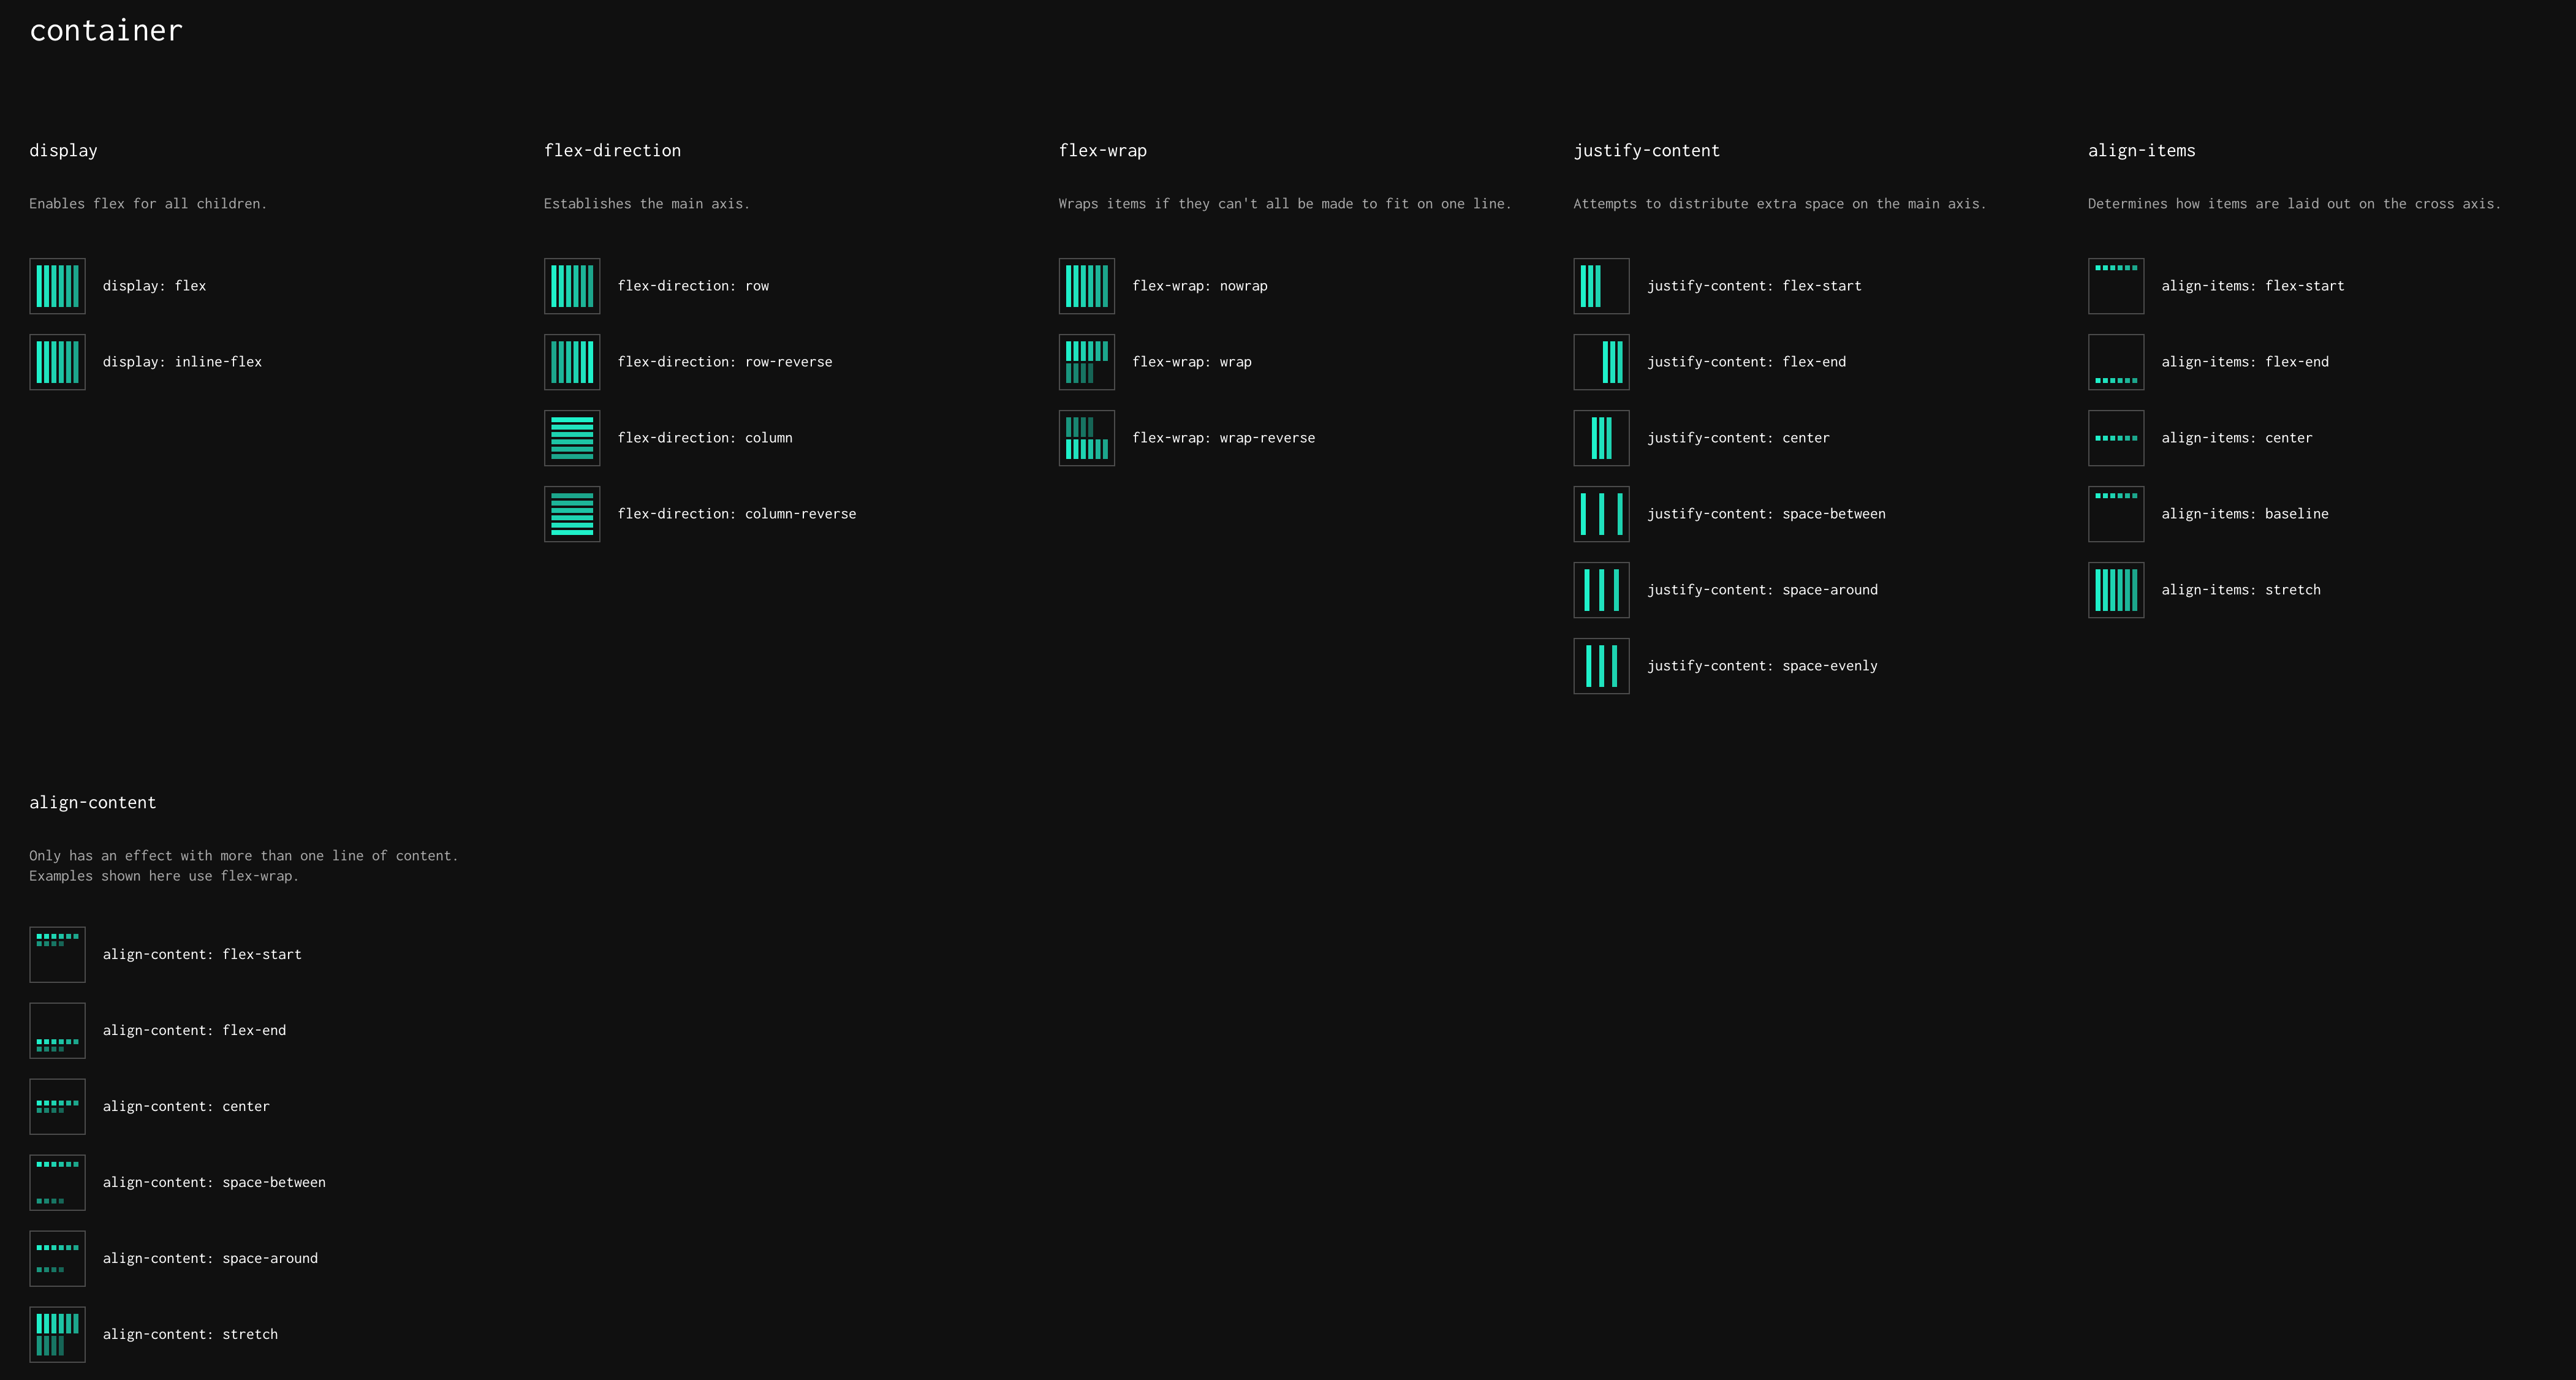 container
display
Enables flex for all children.
display: flex
display: inline-flex
flex-direction
Establishes the main axis.
flex-direction: row
flex-direction: row-reverse
flex-direction: column
flex-direction: column-reverse
flex-wrap
Wraps items if they can't all be made to fit on one line.
flex-wrap: nowrap
flex-wrap: wrap
flex-wrap: wrap-reverse
justify-content
Attempts to distribute extra space on the main axis.
justify-content: flex-start
justify-content: flex-end
justify-content: center
justify-content: space-between
justify-content: space-around
justify-content: space-evenly
align-items
Determines how items are laid out on the cross axis.
align-items: flex-start
align-items: flex-end
align-items: center
align-items: baseline
align-items: stretch
align-content
Only has an effect with more than one line of content.
Examples shown here use flex-wrap.
align-content: flex-start
align-content: flex-end
align-content: center
align-content: space-between
align-content: space-around
align-content: stretch